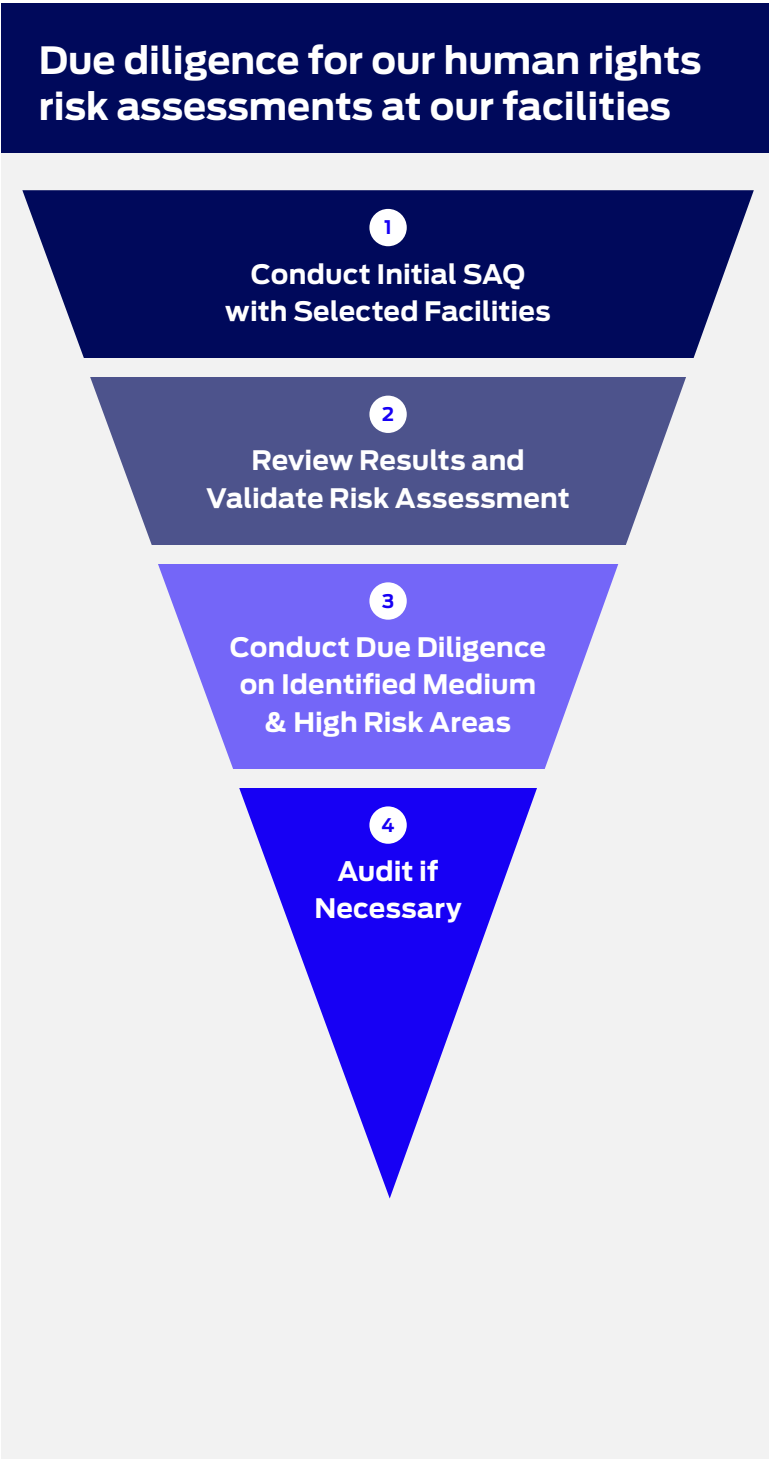 Due diligence for our human rights
risk assessments at our facilities
1
Conduct Initial SAQ
with Selected Facilities
2
Review Results and
Validate Risk Assessment
3
Conduct Due Diligence
on Identified Medium
& High Risk Areas
4
Audit if
Necessary